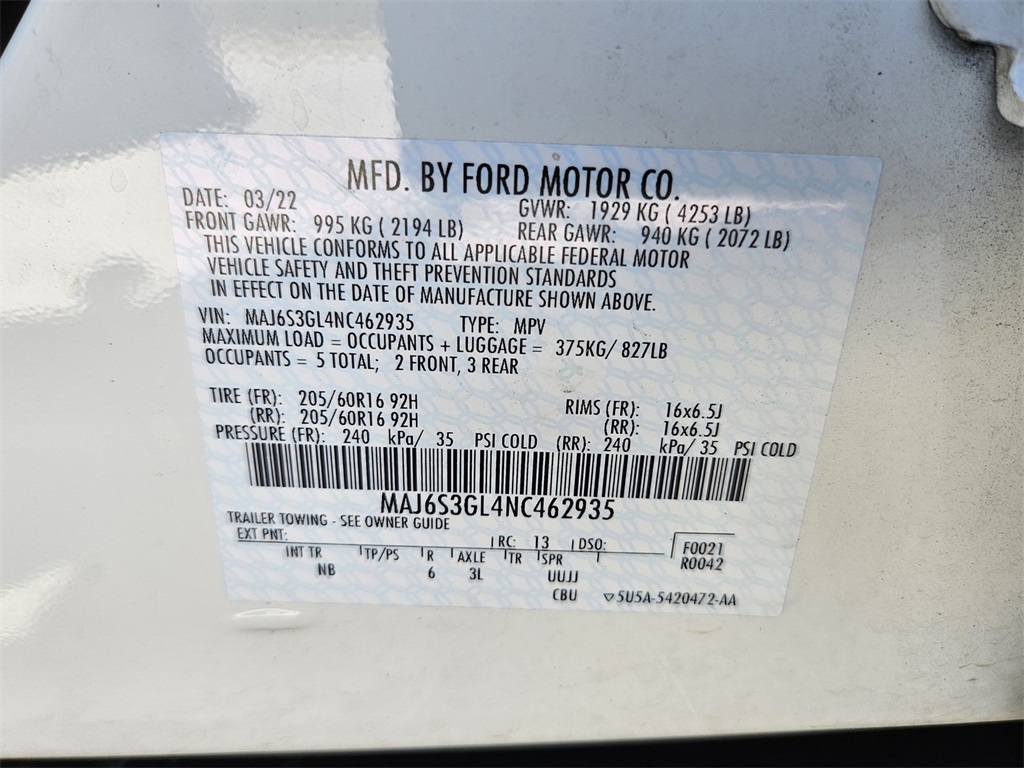 MFD. BY FORD MOTOR CO.
DATE: 03/22 GVWR: 1929 KG ( 4253 LB)
FRONT GAWR: 995 KG ( 2194 LB) REAR GAWR: 940 KG ( 2072 LB)
THIS VEHICLE CONFORMS TO ALL APPLICABLE FEDERAL MOTOR
VEHICLE SAFETY AND THEFT PREVENTION STANDARDS
IN EFFECT ON THE DATE OF MANUFACTURE SHOWN ABOVE.
VIN: MAJ6S3GL4NC462935 TYPE: MPV
MAXIMUM LOAD = OCCUPANTS + LUGGAGE = 375KG/ 827LB
OCCUPANTS = 5 TOTAL; 2 FRONT, 3 REAR
TIRE (FR): 205/60R16 92H RIMS (FR): 16x6.5J
(RR): 205/60R16 92H (RR): 16x6.5J
PRESSURE (FR): 240 kPa/ 35 PSI COLD (RR): 240 kPa/ 35 PSI COLD
MAJ6S3GL4NC462935
TRAILER TOWING - SEE OWNER GUIDE
EXT PNT: RC: 13 DSO: F0021
R0042
INT TR TP/PS R AXLE TR SPR
NB 6 3L UUJJ
CBU ▽5U5A-5420472-AA